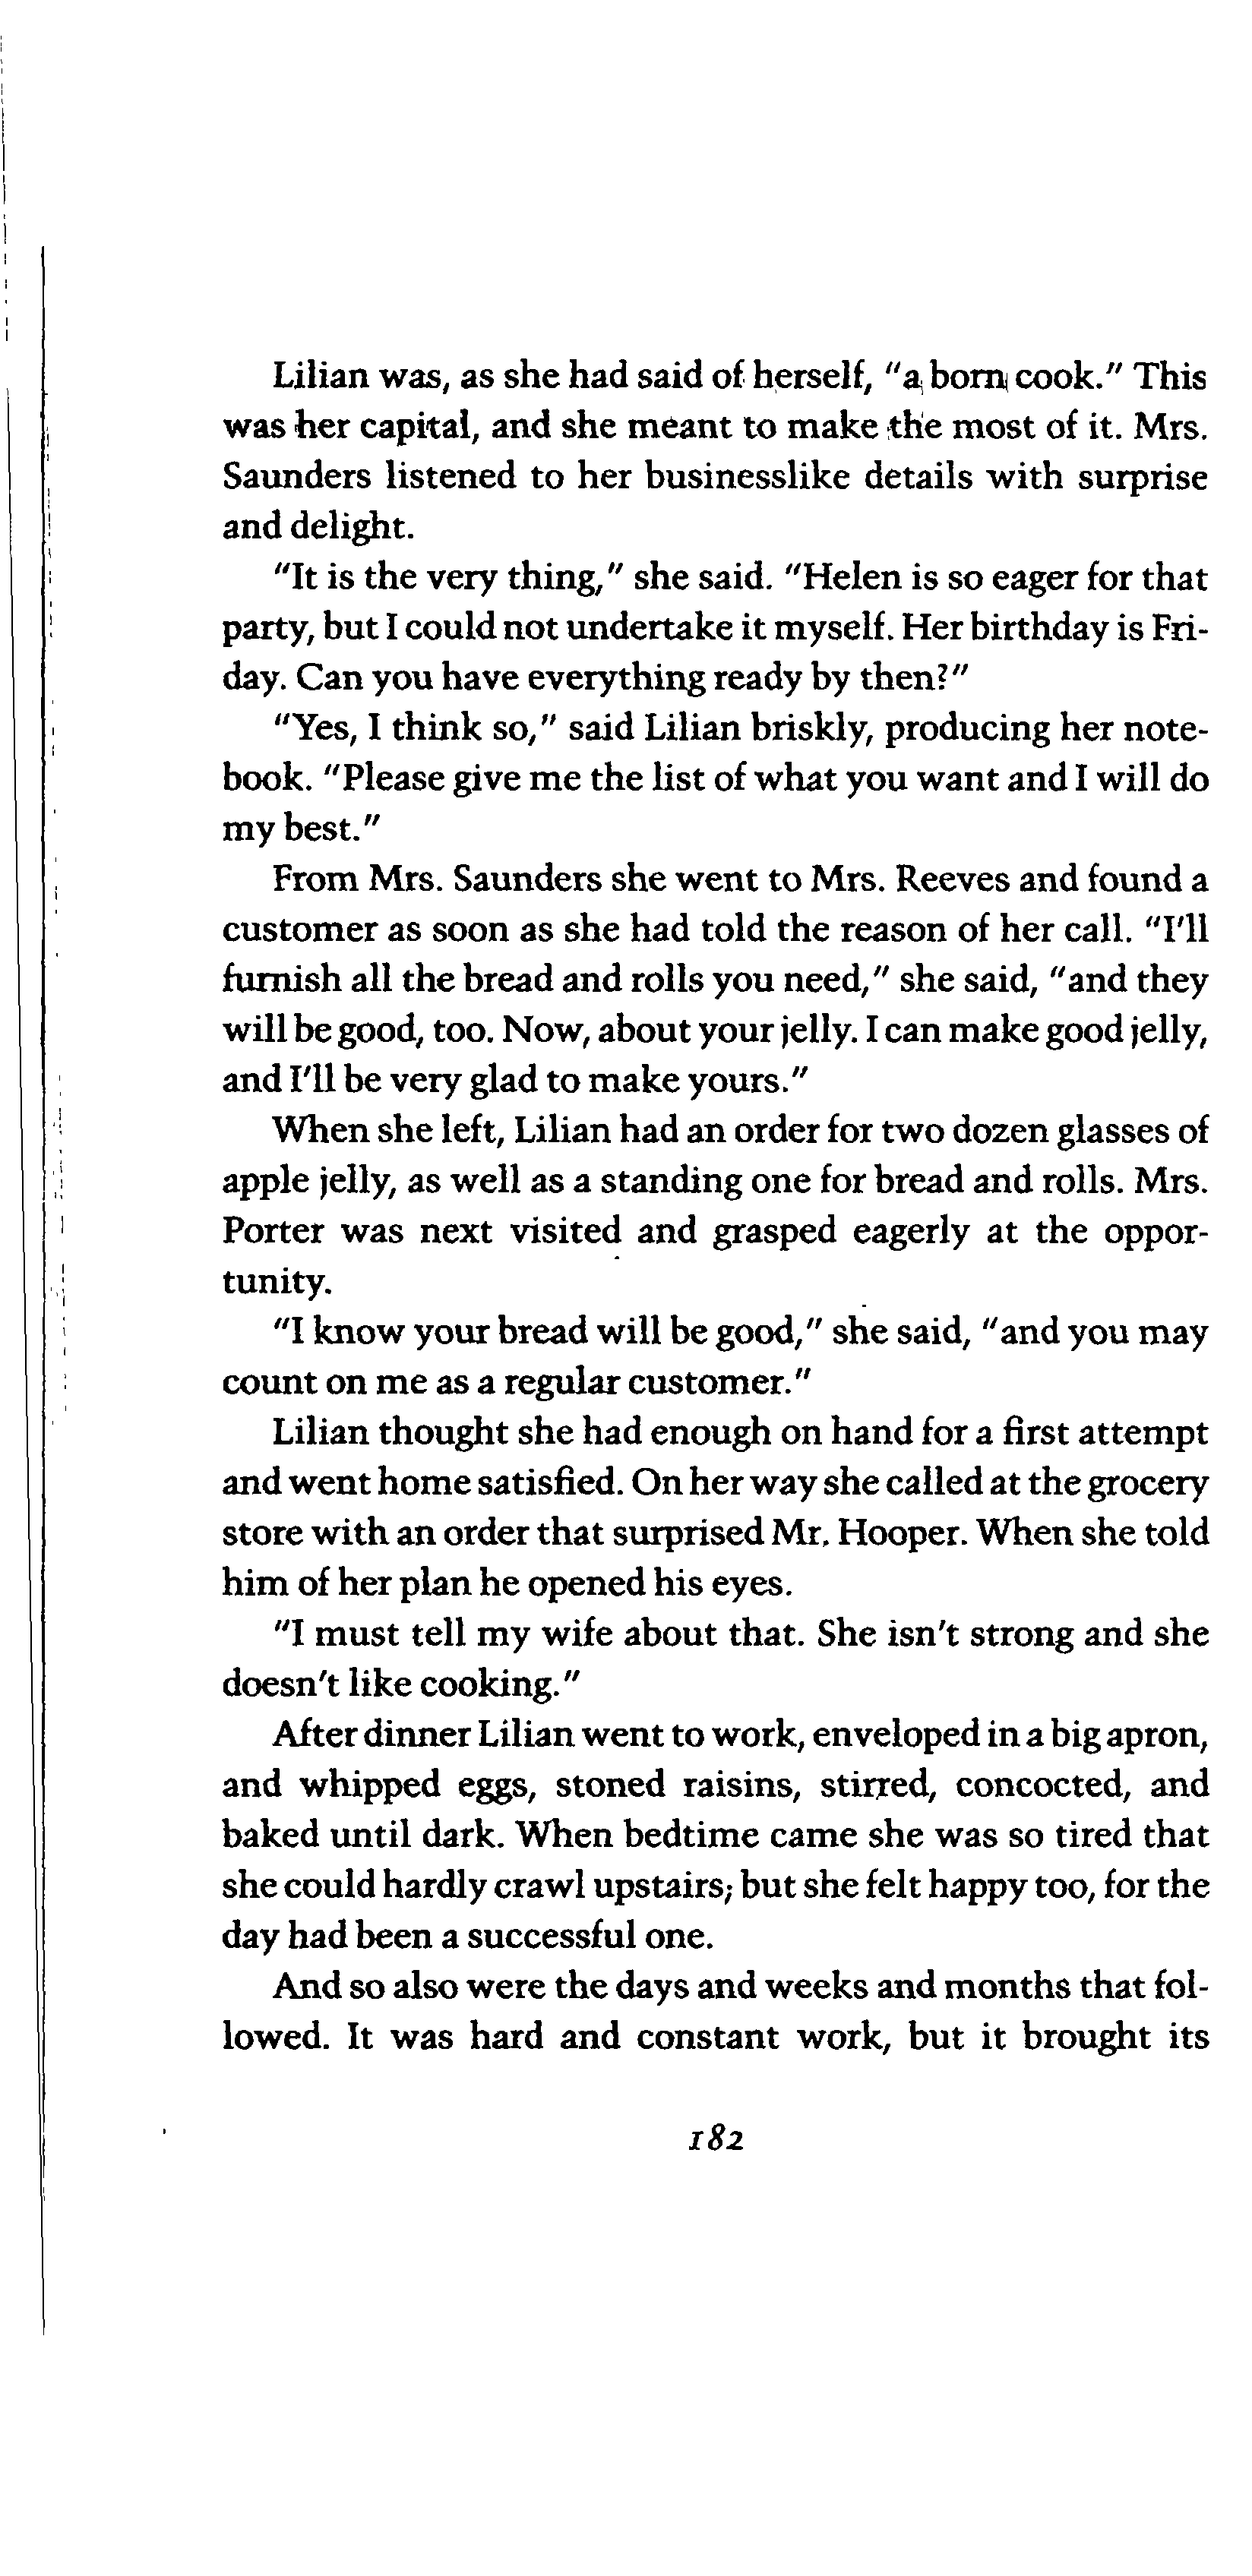 Lilian was, as she had said of herself, "a born cook." This
was her capital, and she meant to make the most of it. Mrs.
Saunders listened to her businesslike details with surprise
and delight.
"It is the very thing," she said. "Helen is so eager for that
party, but I could not undertake it myself. Her birthday is Fri-
day. Can you have everything ready by then?"
"Yes, I think so," said Lilian briskly, producing her note-
book. "Please give me the list of what you want and I will do
my best."
From Mrs. Saunders she went to Mrs. Reeves and found a
customer as soon as she had told the reason of her call. "I'll
furnish all the bread and rolls you need," she said, "and they
will be good, too. Now, about your jelly. I can make good jelly,
and I'll be very glad to make yours."
When she left, Lilian had an order for two dozen glasses of
apple jelly, as well as a standing one for bread and rolls. Mrs.
Porter was next visited and grasped eagerly at the oppor-
tunity.
"I know your bread will be good," she said, "and you may
count on me as a regular customer."
Lilian thought she had enough on hand for a first attempt
and went home satisfied. On her way she called at the grocery
store with an order that surprised Mr. Hooper. When she told
him of her plan he opened his eyes.
"I must tell my wife about that. She isn't strong and she
doesn't like cooking."
After dinner Lilian went to work, enveloped in a big apron,
and whipped eggs, stoned raisins, stirred, concocted, and
baked until dark. When bedtime came she was so tired that
she could hardly crawl upstairs; but she felt happy too, for the
day had been a successful one.
And so also were the days and weeks and months that fol-
lowed. It was hard and constant work, but it brought its
182